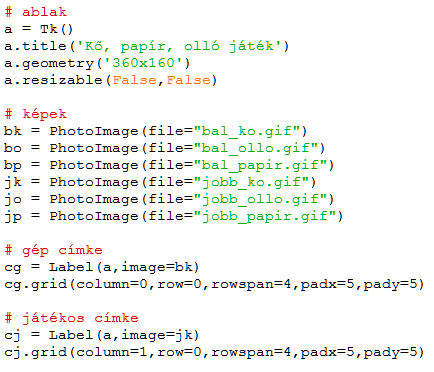 # ablak
a = Tk()
a.title('Kő, papír, olló játék')
a.geometry('360x160')
a.resizable(False,False)
# képek
bk = PhotoImage(file="bal_ko.gif")
bo = PhotoImage(file="bal_ollo.gif")
bp = PhotoImage(file="bal_papir.gif")
jk = PhotoImage(file="jobb_ko.gif")
jo = PhotoImage(file="jobb_ollo.gif")
jp = PhotoImage(file="jobb_papir.gif")
# gép címke
cg = Label(a,image=bk)
cg.grid(column=0,row=0,rowspan=4,padx=5,pady=5)
# játékos címke
cj = Label(a,image=jk)
cj.grid(column=1,row=0,rowspan=4,padx=5,pady=5)